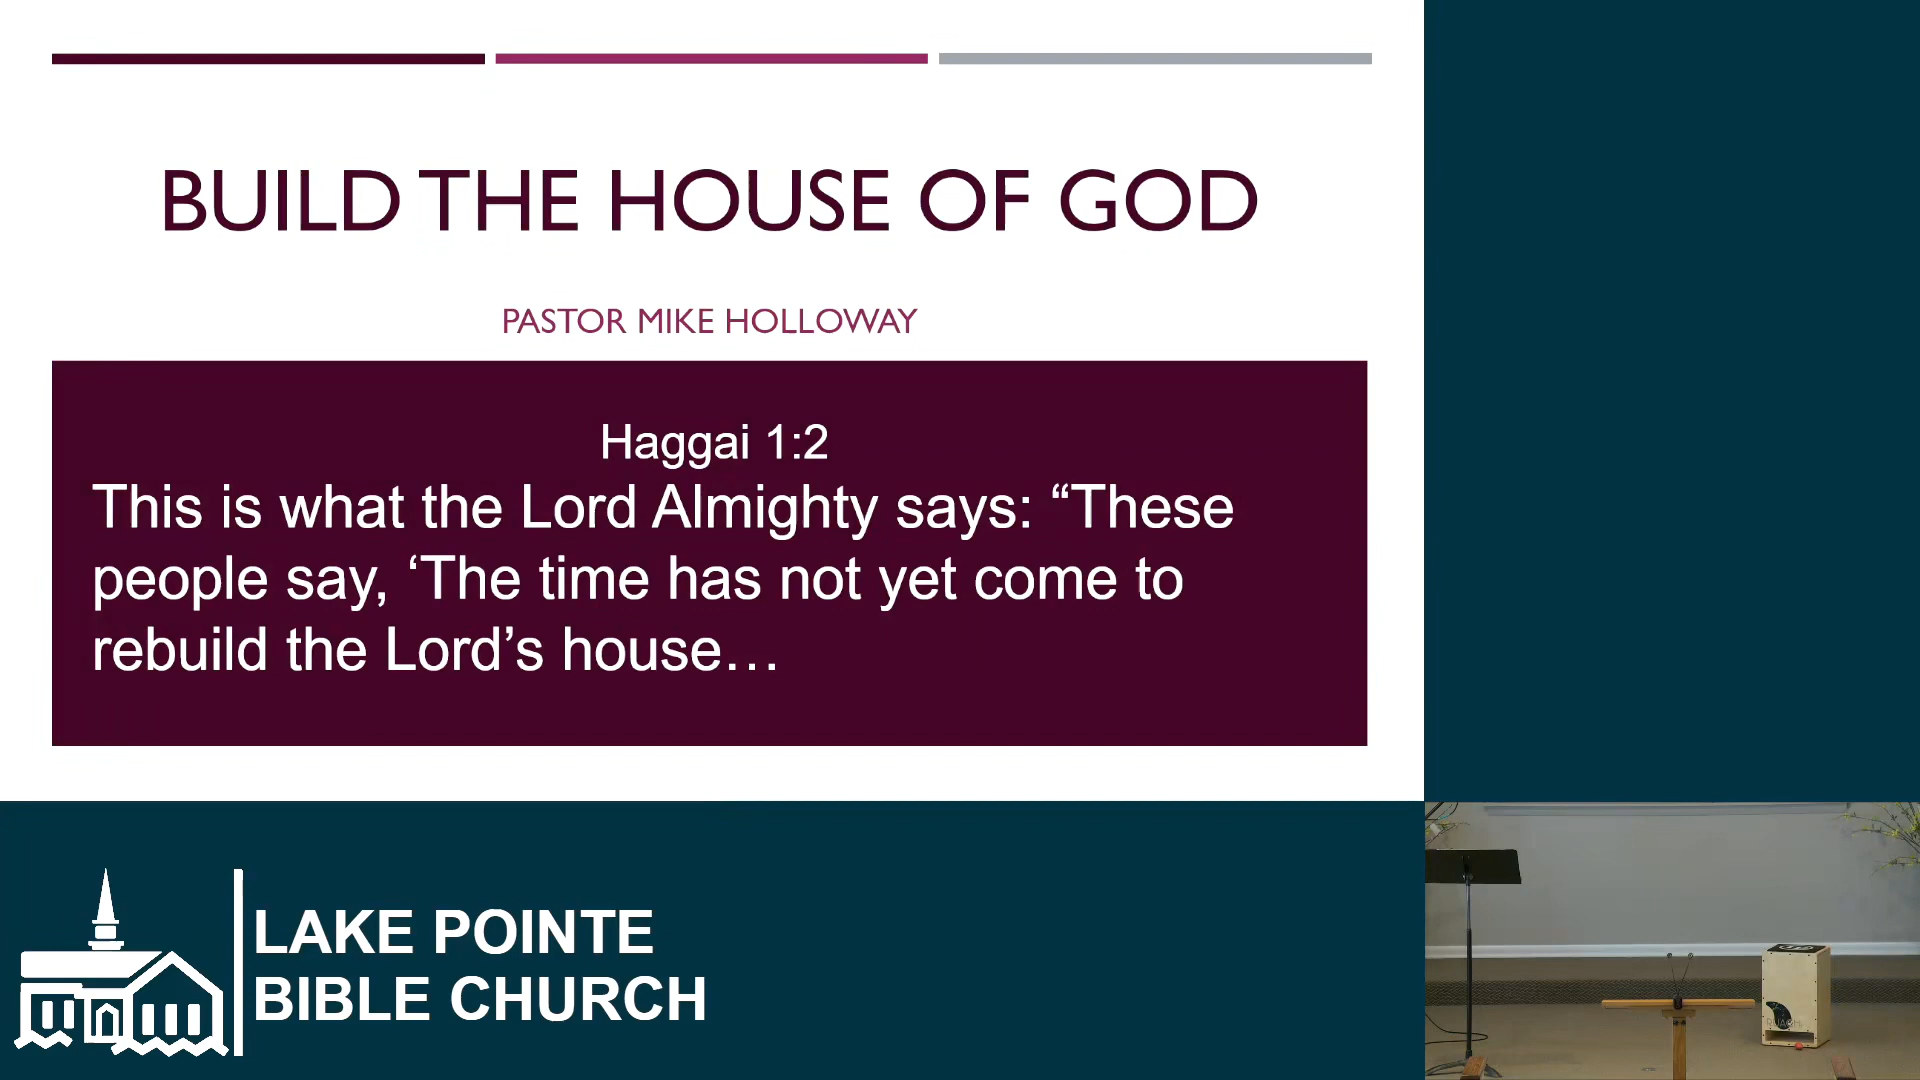 BUILD THE HOUSE OF GOD
PASTOR MIKE HOLLOWAY
Haggai 1:2
This is what the Lord Almighty says: “These
people say, ‘The time has not yet come to
rebuild the Lord’s house…
LAKE POINTE
BIBLE CHURCH